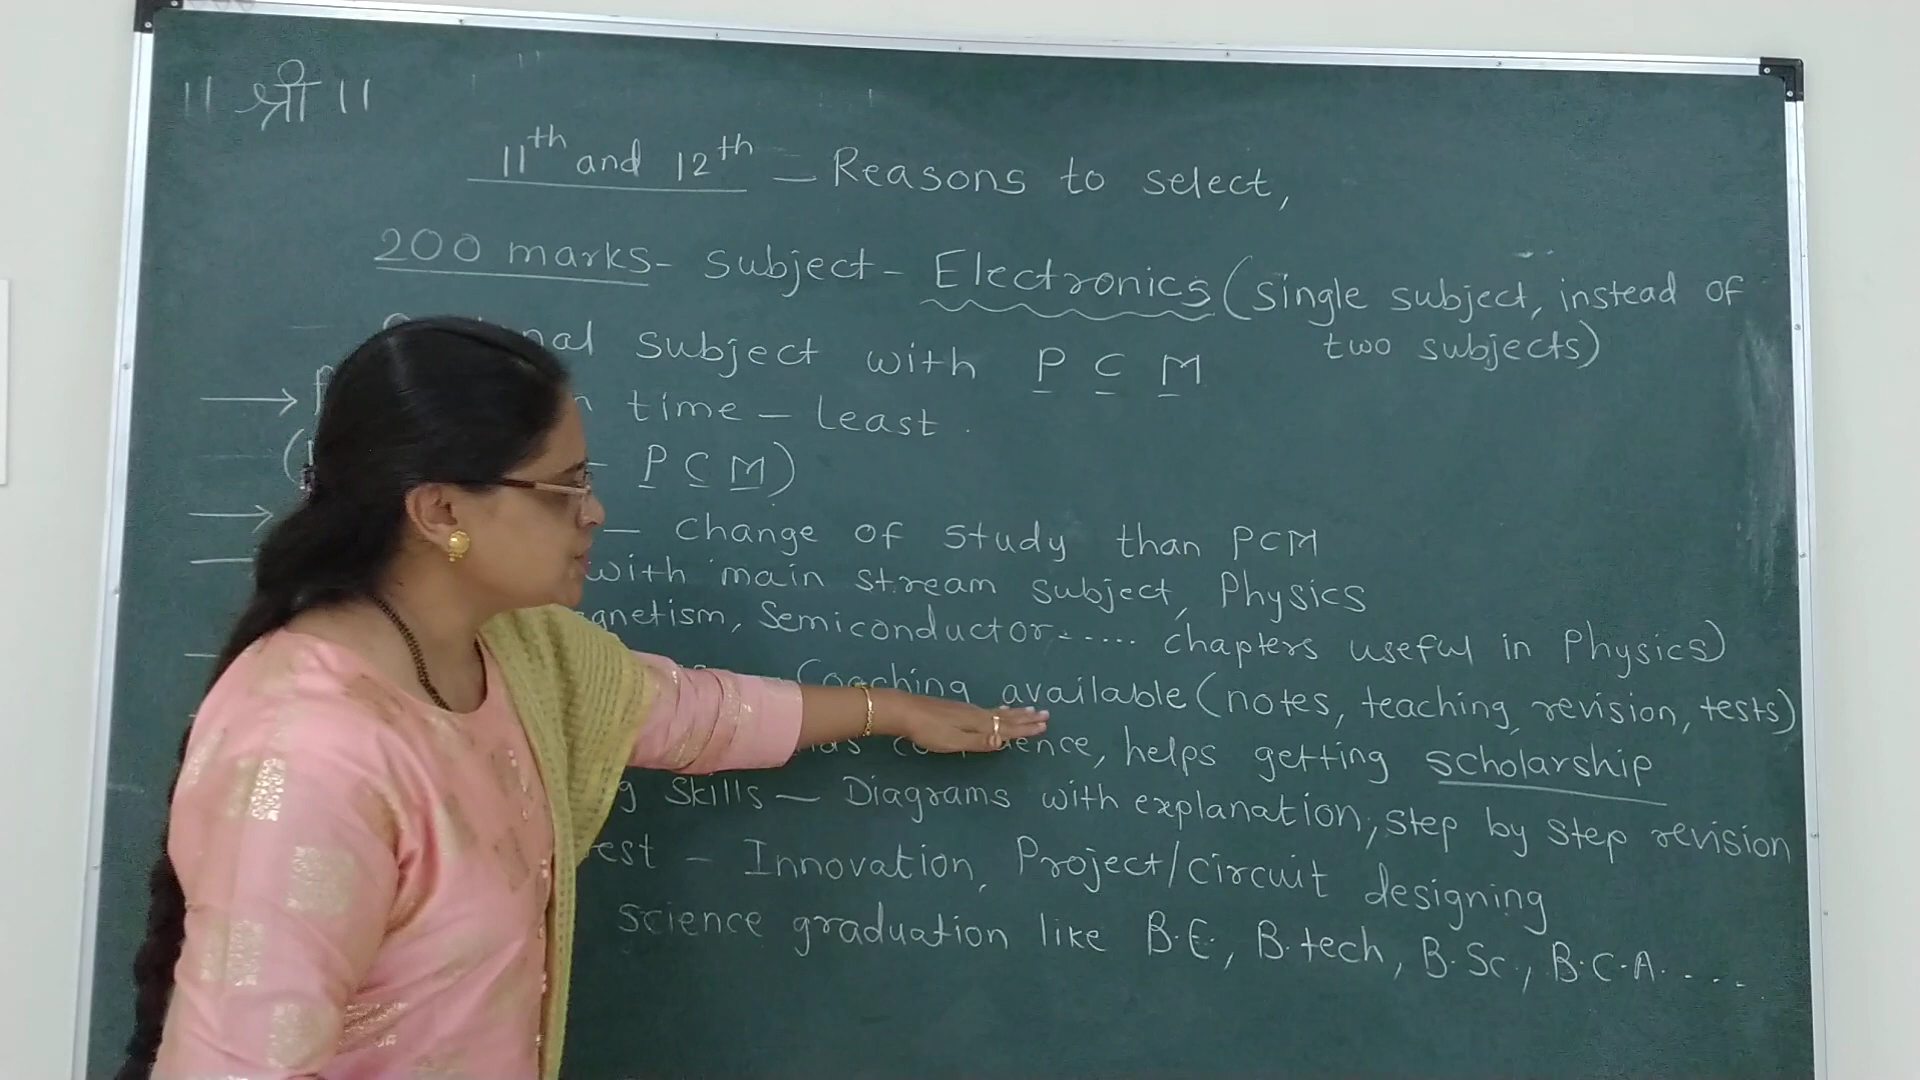 || श्री ||
11th and 12th - Reasons to select,
200 marks - subject - Electronics (single subject, instead of
two subjects)
subject with P C M
time - Least.
- P C M)
- change of study than PCM
with main stream subject, Physics
Semiconductor..... chapters useful in Physics)
Coaching available (notes, teaching, revision, tests)
helps getting scholarship
Skills - Diagrams with explanation, step by step revision
- Innovation, Project/circuit designing
science graduation like B.E., B.tech, B.Sc., B.C.A. ....